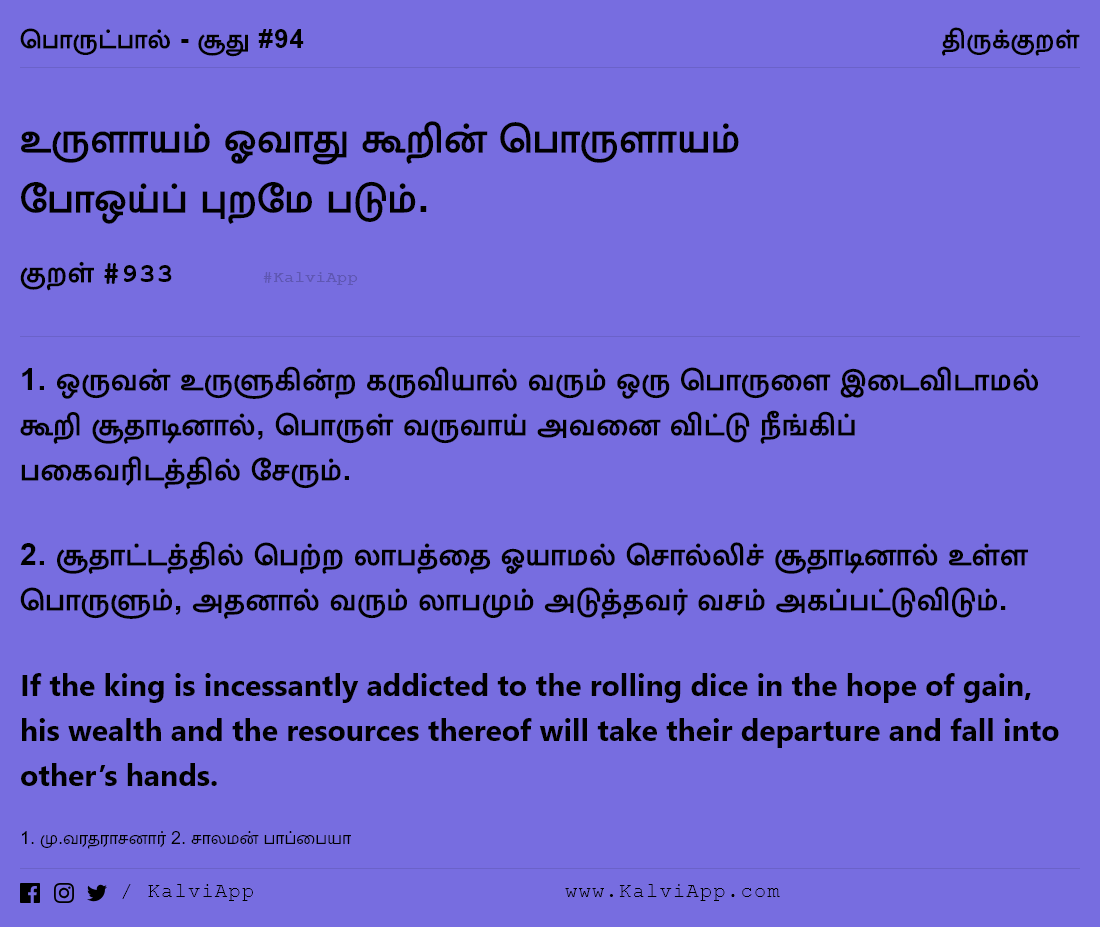 பொருட்பால் - சூது #94 திருக்குறள்
உருளாயம் ஓவாது கூறின் பொருளாயம்
போஒய்ப் புறமே படும்.
குறள் #933 #KalviApp
1. ஒருவன் உருளுகின்ற கருவியால் வரும் ஒரு பொருளை இடைவிடாமல்
கூறி சூதாடினால், பொருள் வருவாய் அவனை விட்டு நீங்கிப்
பகைவரிடத்தில் சேரும்.
2. சூதாட்டத்தில் பெற்ற லாபத்தை ஓயாமல் சொல்லிச் சூதாடினால் உள்ள
பொருளும், அதனால் வரும் லாபமும் அடுத்தவர் வசம் அகப்பட்டுவிடும்.
If the king is incessantly addicted to the rolling dice in the hope of gain,
his wealth and the resources thereof will take their departure and fall into
other’s hands.
1. மு.வரதராசனார் 2. சாலமன் பாப்பையா
/ KalviApp www.KalviApp.com